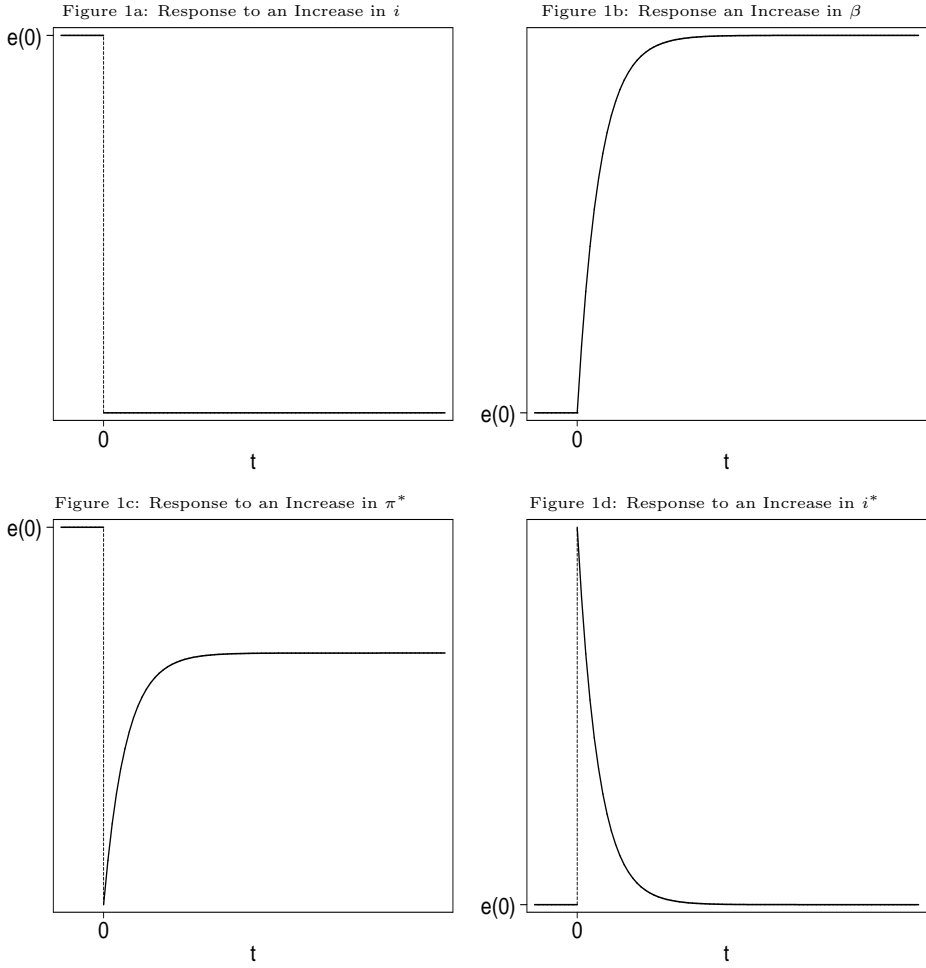 Figure 1a: Response to an Increase in i
e(0)
0
t
Figure 1b: Response an Increase in β
e(0)
0
t
Figure 1c: Response to an Increase in π*
e(0)
0
t
Figure 1d: Response to an Increase in i*
e(0)
0
t